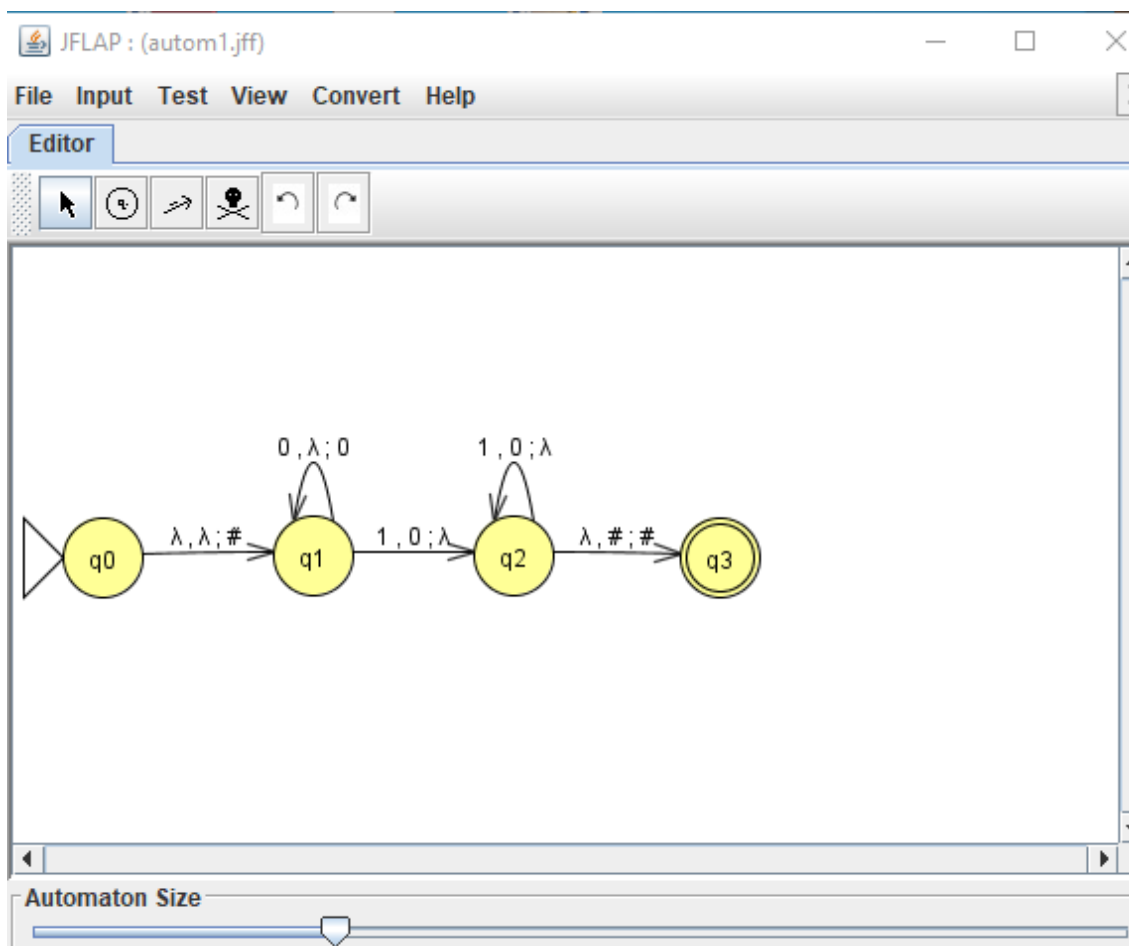 JFLAP : (autom1.jff)
File Input Test View Convert Help
Editor
q
0 , λ ; 0 1 , 0 ; λ
λ , λ ; # 1 , 0 ; λ λ , # ; #
q0 q1 q2 q3
Automaton Size